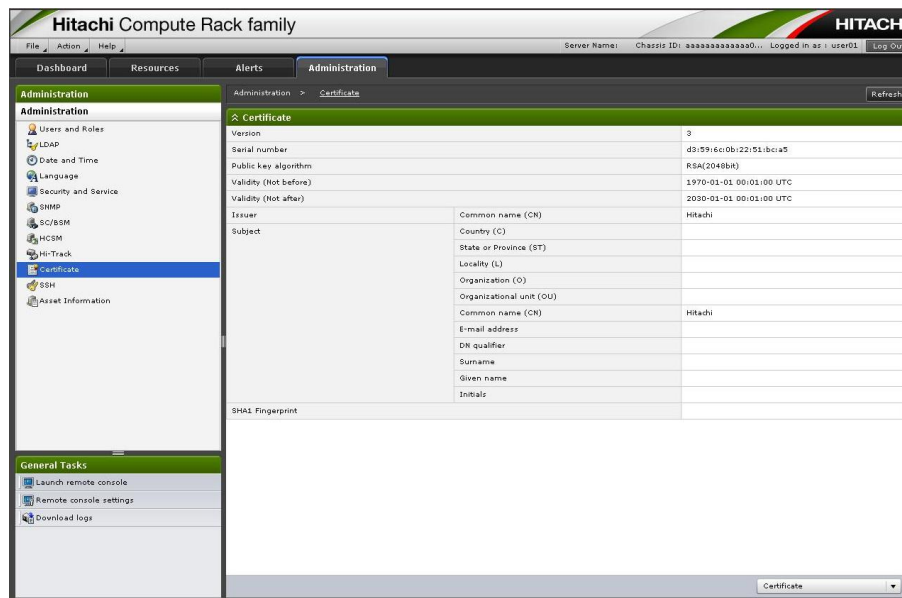 Hitachi Compute Rack family
HITACH
File Action Help
Server Name: Chassis ID: aaaaaaaaaaaaa0... Logged in as : user01 Log Ou
Dashboard Resources Alerts Administration
Administration
Administration > Certificate
Refresh
Administration
Users and Roles
LDAP
Date and Time
Language
Security and Service
SNMP
SC/BSM
HCSM
Hi-Track
Certificate
SSH
Asset Information
Certificate
Version 3
Serial number d3:59:6c:0b:22:51:bc:a5
Public key algorithm RSA(2048bit)
Validity (Not before) 1970-01-01 00:01:00 UTC
Validity (Not after) 2030-01-01 00:01:00 UTC
Issuer Common name (CN) Hitachi
Subject Country (C)
State or Province (ST)
Locality (L)
Organization (O)
Organizational unit (OU)
Common name (CN) Hitachi
E-mail address
DN qualifier
Surname
Given name
Initials
SHA1 Fingerprint
General Tasks
Launch remote console
Remote console settings
Download logs
Certificate